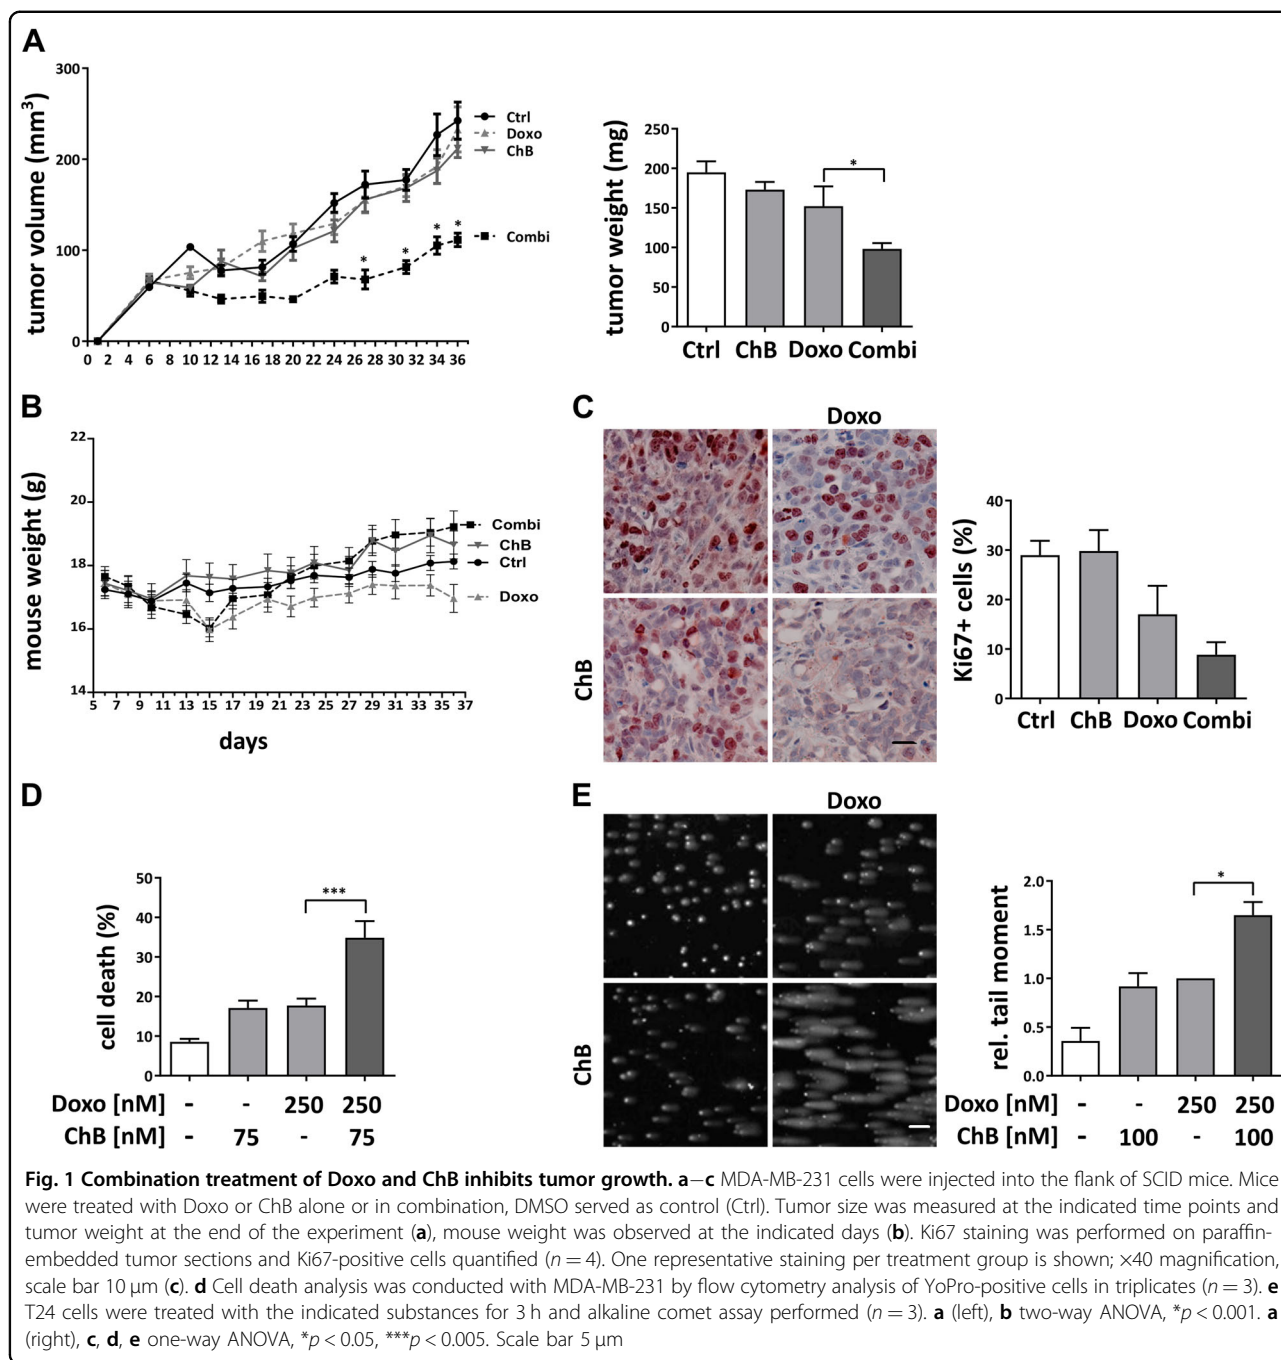 A
tumor volume (mm³)
300
200
100
0
0 2 4 6 8 10 12 14 16 18 20 22 24 26 28 30 32 34 36
Ctrl
Doxo
ChB
Combi
* * * *
tumor weight (mg)
250
200
150
100
50
0
*
Ctrl ChB Doxo Combi
B
mouse weight (g)
22
20
18
16
14
5 7 9 11 13 15 17 19 21 23 25 27 29 31 33 35 37
days
Combi
ChB
Ctrl
Doxo
C
Doxo
ChB
Ki67+ cells (%)
40
30
20
10
0
Ctrl ChB Doxo Combi
D
cell death (%)
50
40
30
20
10
0
***
Doxo [nM] - - 250 250
ChB [nM] - 75 - 75
E
Doxo
ChB
rel. tail moment
2.0
1.5
1.0
0.5
0.0
*
Doxo [nM] - - 250 250
ChB [nM] - 100 - 100
Fig. 1 Combination treatment of Doxo and ChB inhibits tumor growth. a–c MDA-MB-231 cells were injected into the flank of SCID mice. Mice
were treated with Doxo or ChB alone or in combination, DMSO served as control (Ctrl). Tumor size was measured at the indicated time points and
tumor weight at the end of the experiment (a), mouse weight was observed at the indicated days (b). Ki67 staining was performed on paraffin-
embedded tumor sections and Ki67-positive cells quantified (n = 4). One representative staining per treatment group is shown; ×40 magnification,
scale bar 10 µm (c). d Cell death analysis was conducted with MDA-MB-231 by flow cytometry analysis of YoPro-positive cells in triplicates (n = 3). e
T24 cells were treated with the indicated substances for 3 h and alkaline comet assay performed (n = 3). a (left), b two-way ANOVA, *p < 0.001. a
(right), c, d, e one-way ANOVA, *p < 0.05, ***p < 0.005. Scale bar 5 µm